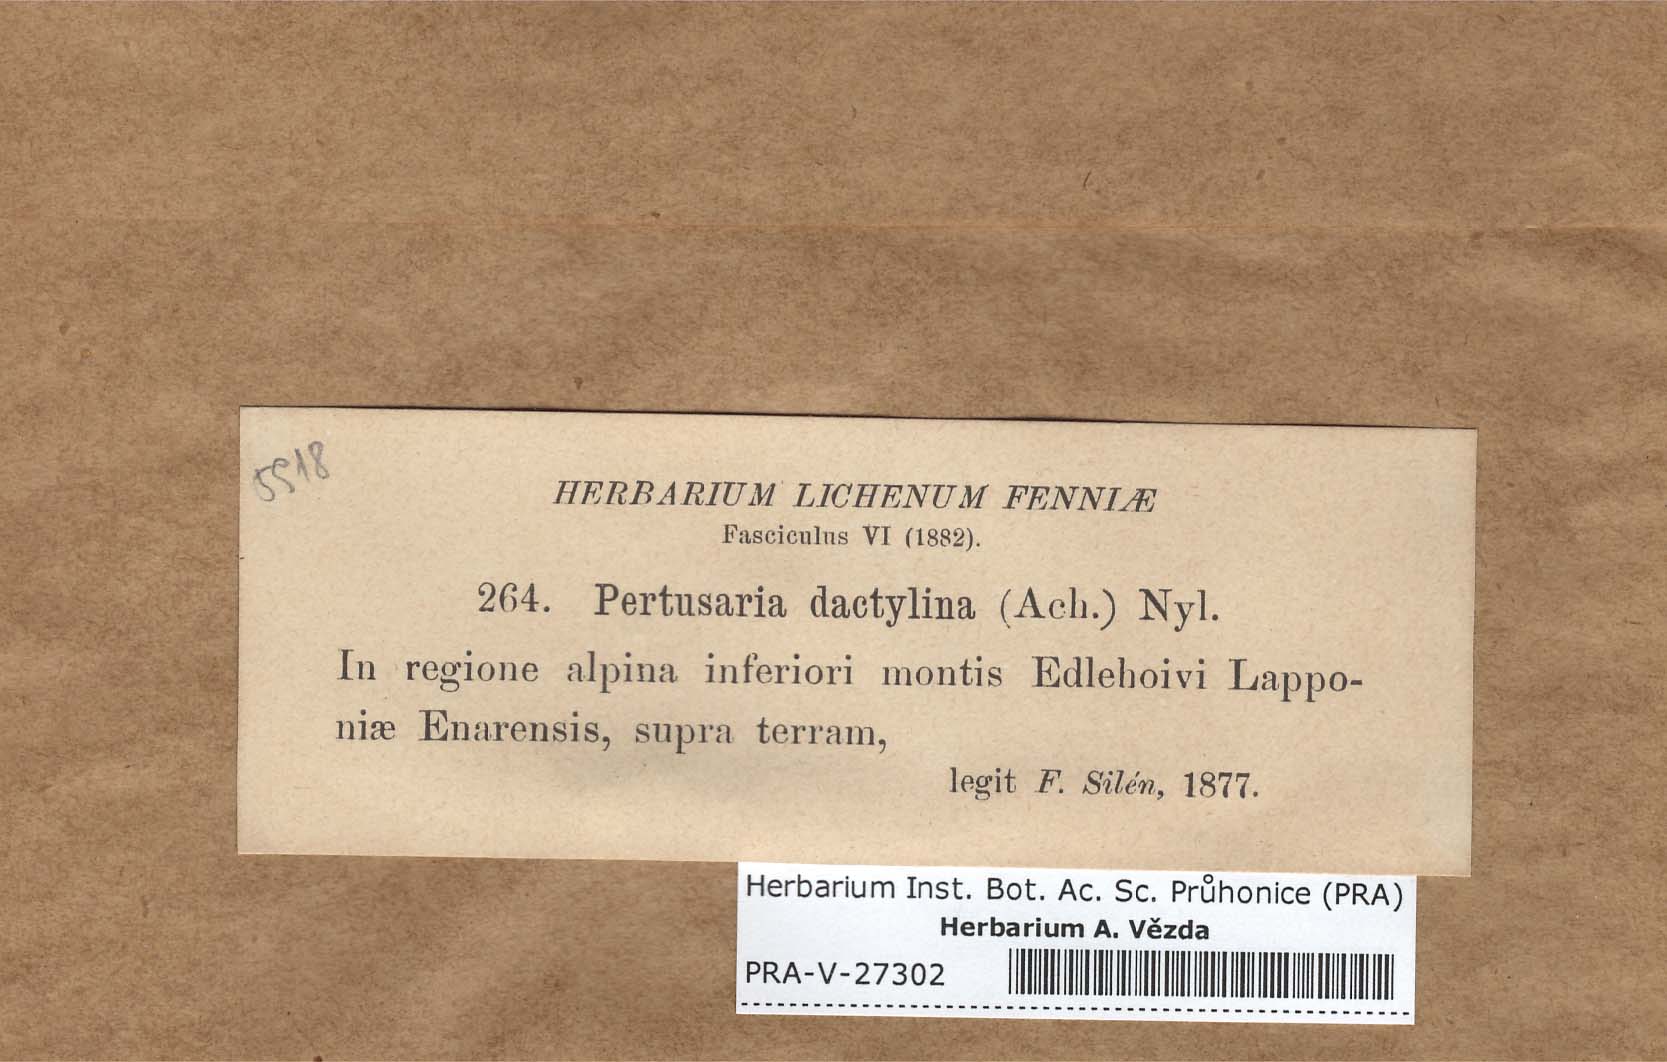 5518
HERBARIUM LICHENUM FENNIÆ
Fasciculus VI (1882).
264. Pertusaria dactylina (Ach.) Nyl.
In regione alpina inferiori montis Edlehoivi Lappo-
niæ Enarensis, supra terram,
legit F. Silén, 1877.
Herbarium Inst. Bot. Ac. Sc. Průhonice (PRA)
Herbarium A. Vězda
PRA-V-27302